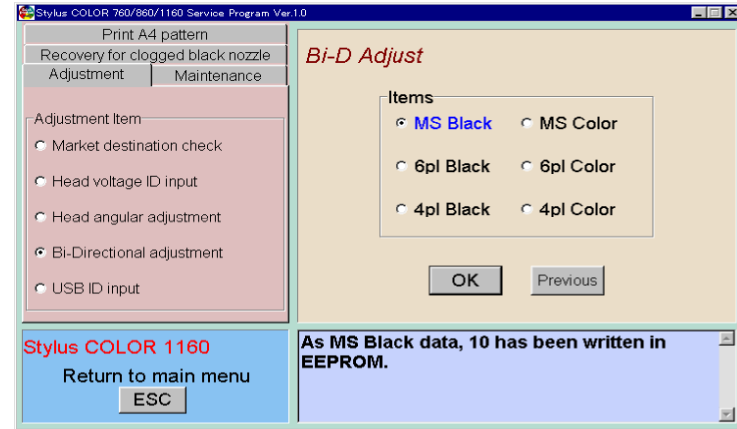 Stylus COLOR 760/860/1160 Service Program Ver.1.0
Print A4 pattern
Recovery for clogged black nozzle
Adjustment
Maintenance
Adjustment Item
Market destination check
Head voltage ID input
Head angular adjustment
Bi-Directional adjustment
USB ID input
Bi-D Adjust
Items
MS Black MS Color
6pl Black 6pl Color
4pl Black 4pl Color
OK Previous
Stylus COLOR 1160
Return to main menu
ESC
As MS Black data, 10 has been written in
EEPROM.